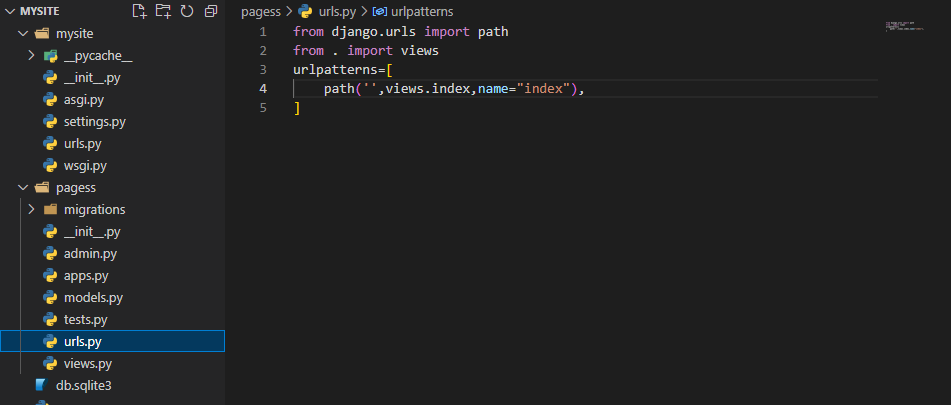 MYSITE
mysite
__pycache__
__init__.py
asgi.py
settings.py
urls.py
wsgi.py
pagess
migrations
__init__.py
admin.py
apps.py
models.py
tests.py
urls.py
views.py
db.sqlite3
pagess > urls.py > urlpatterns
1 from django.urls import path
2 from . import views
3 urlpatterns=[
4     path('',views.index,name="index"),
5 ]